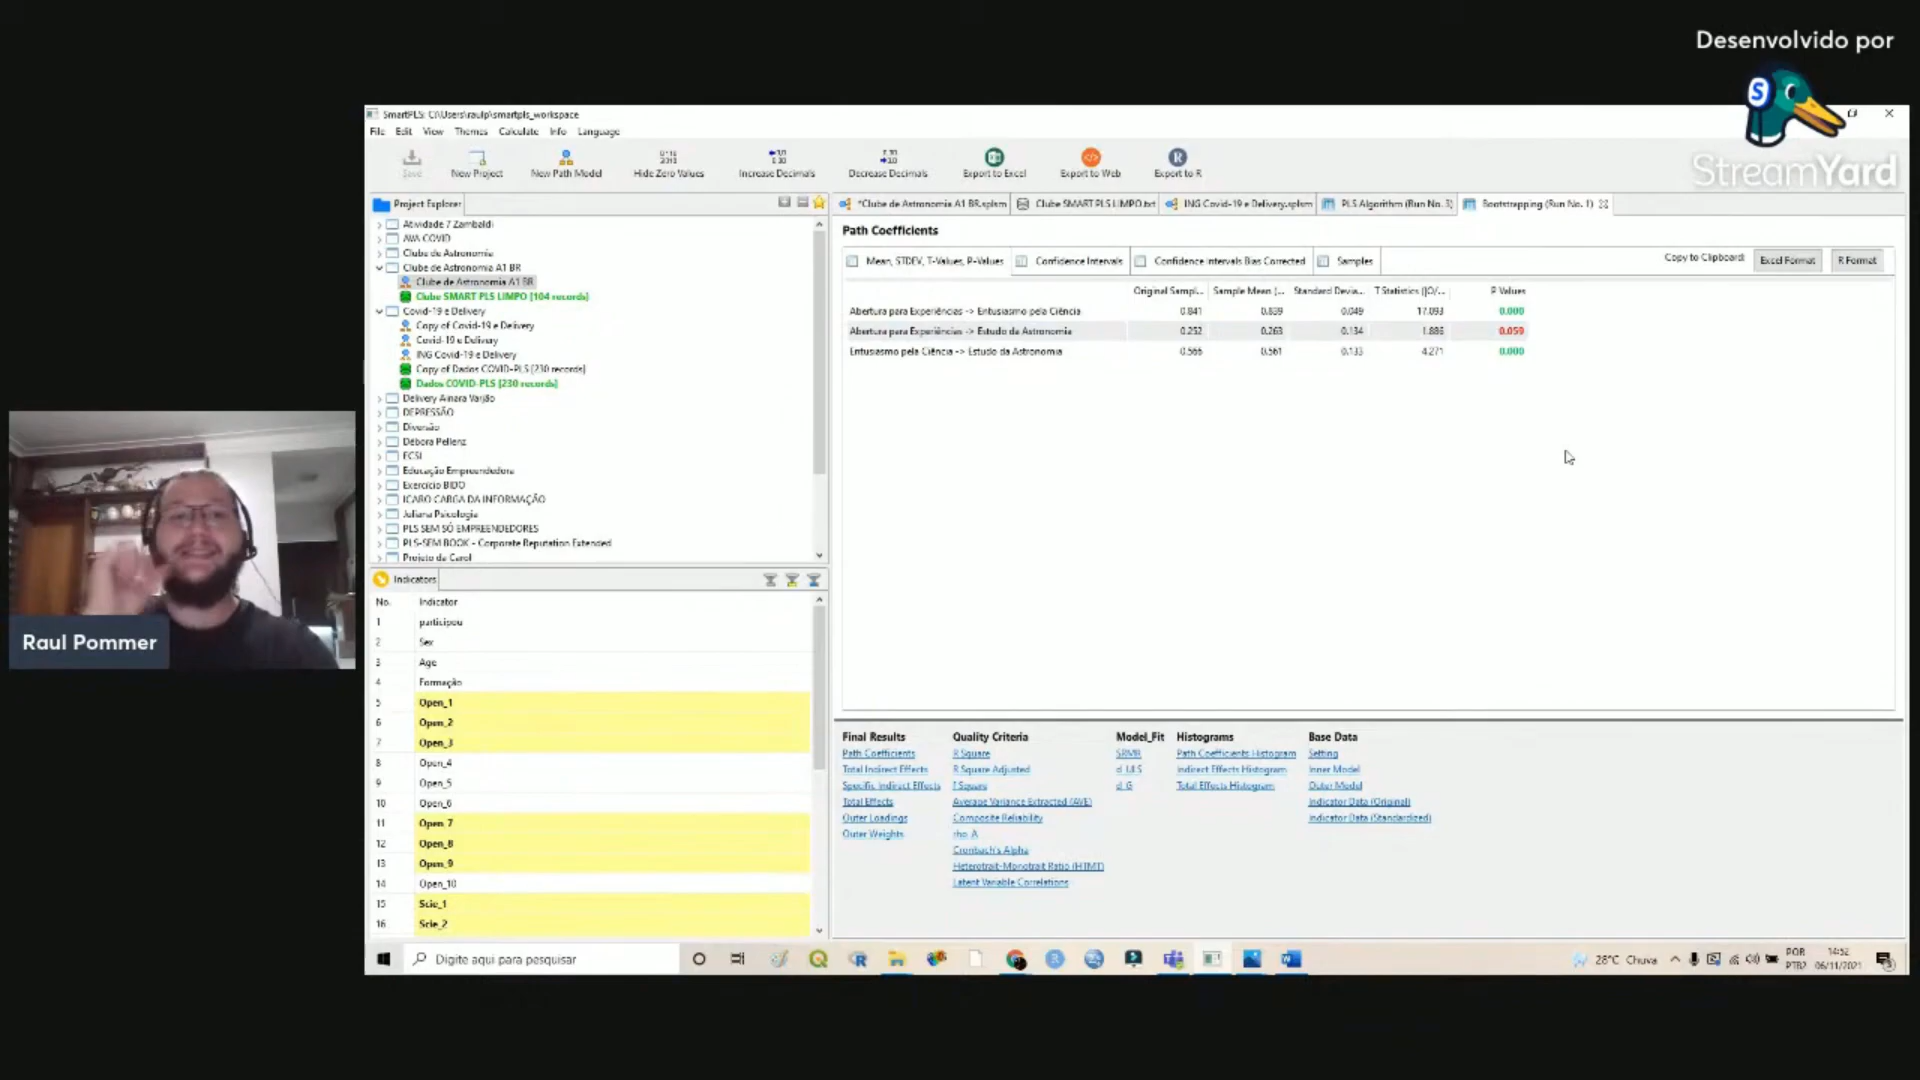 Desenvolvido por
StreamYard
SmartPLS: C:\Users\raulp\smartpls_workspace
File Edit View Themes Calculate Info Language
Save New Project New Path Model Hide Zero Values Increase Decimals Decrease Decimals Export to Excel Export to Web Export to R
Project Explorer
*Clube de Astronomia A1 BR.splsm Clube SMART PLS LIMPO.txt ING Covid-19 e Delivery.splsm PLS Algorithm (Run No. 3) Bootstrapping (Run No. 1)
Atividade 7 Zambaldi
AVA COVID
Clube de Astronomia
Clube de Astronomia A1 BR
Clube de Astronomia A1 BR
Clube SMART PLS LIMPO [104 records]
Covid-19 e Delivery
Copy of Covid-19 e Delivery
Covid-19 e Delivery
ING Covid-19 e Delivery
Copy of Dados COVID-PLS [230 records]
Dados COVID-PLS [230 records]
Delivery Ainara Varjão
DEPRESSÃO
Diversão
Débora Pellenz
ECSI
Educação Empreendedora
Exercício BIDO
ICARO CARGA DA INFORMAÇÃO
Juliana Psicologia
PLS SEM SÓ EMPREENDEDORES
PLS-SEM BOOK - Corporate Reputation Extended
Projeto da Carol
Path Coefficients
Mean, STDEV, T-Values, P-Values Confidence Intervals Confidence Intervals Bias Corrected Samples
Copy to Clipboard: Excel Format R Format
Original Sampl... Sample Mean (... Standard Devia... T Statistics (|O/... P Values
Abertura para Experiências -> Entusiasmo pela Ciência 0.841 0.839 0.049 17.093 0.000
Abertura para Experiências -> Estudo da Astronomia 0.252 0.263 0.134 1.886 0.059
Entusiasmo pela Ciência -> Estudo da Astronomia 0.566 0.561 0.133 4.271 0.000
Indicators
No. Indicator
1 participou
2 Sex
3 Age
4 Formação
5 Open_1
6 Open_2
7 Open_3
8 Open_4
9 Open_5
10 Open_6
11 Open_7
12 Open_8
13 Open_9
14 Open_10
15 Scie_1
16 Scie_2
Final Results
Path Coefficients
Total Indirect Effects
Specific Indirect Effects
Total Effects
Outer Loadings
Outer Weights
Quality Criteria
R Square
R Square Adjusted
f Square
Average Variance Extracted (AVE)
Composite Reliability
rho_A
Cronbach's Alpha
Heterotrait-Monotrait Ratio (HTMT)
Latent Variable Correlations
Model_Fit
SRMR
d_ULS
d_G
Histograms
Path Coefficients Histogram
Indirect Effects Histogram
Total Effects Histogram
Base Data
Setting
Inner Model
Outer Model
Indicator Data (Original)
Indicator Data (Standardized)
Raul Pommer
Digite aqui para pesquisar
28°C Chuva
POR
PTB2
14:52
06/11/2021